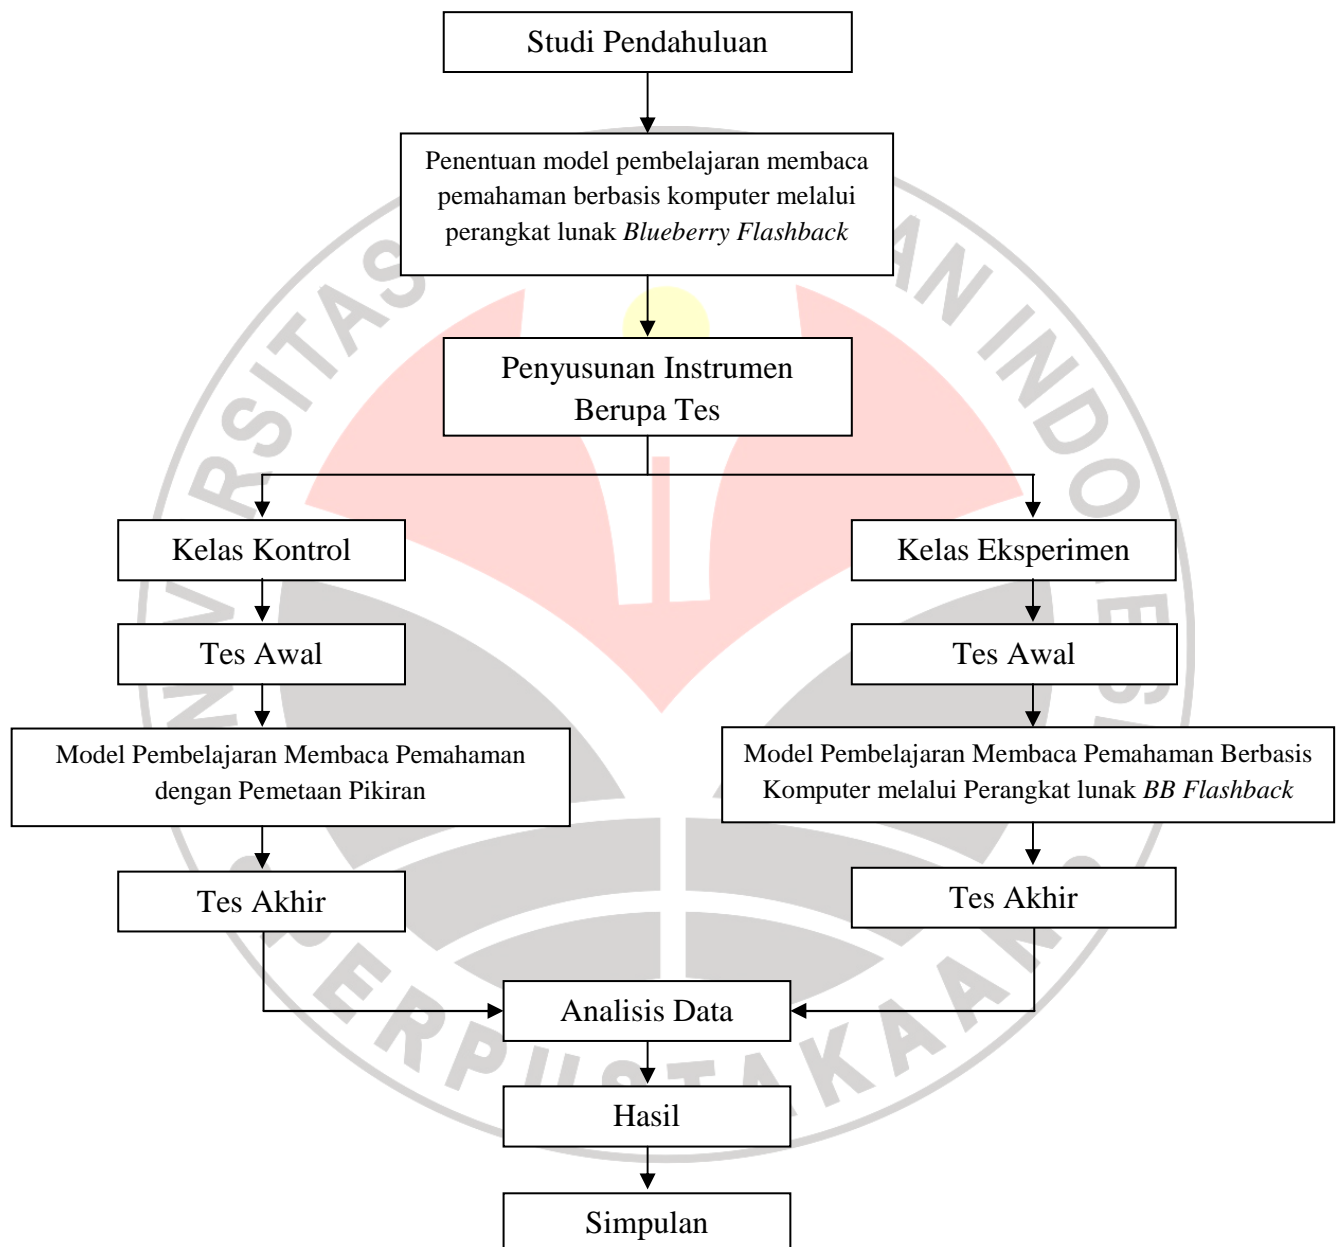 Studi Pendahuluan
Penentuan model pembelajaran membaca
pemahaman berbasis komputer melalui
perangkat lunak Blueberry Flashback
Penyusunan Instrumen
Berupa Tes
Kelas Kontrol
Kelas Eksperimen
Tes Awal
Tes Awal
Model Pembelajaran Membaca Pemahaman
dengan Pemetaan Pikiran
Model Pembelajaran Membaca Pemahaman Berbasis
Komputer melalui Perangkat lunak BB Flashback
Tes Akhir
Tes Akhir
Analisis Data
Hasil
Simpulan
PERPUSTAKAAN